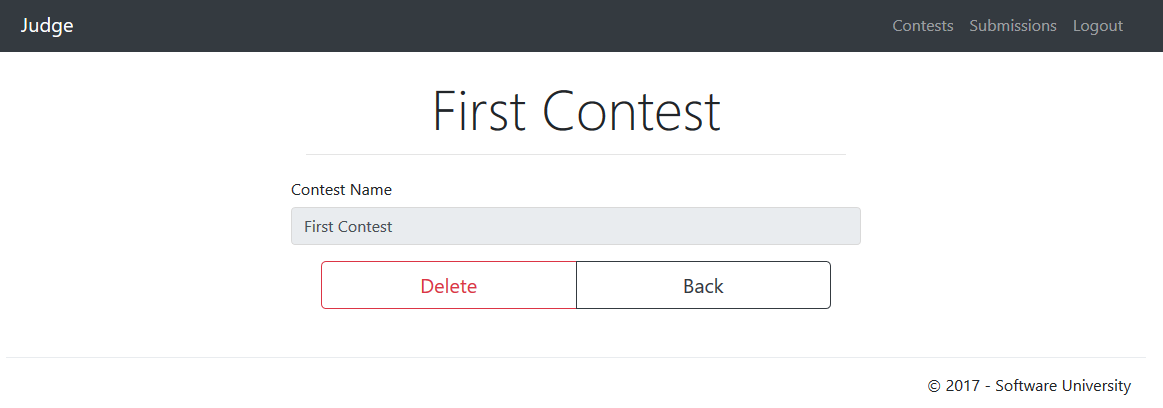 Judge Contests Submissions Logout
First Contest
Contest Name
First Contest
Delete Back
© 2017 - Software University